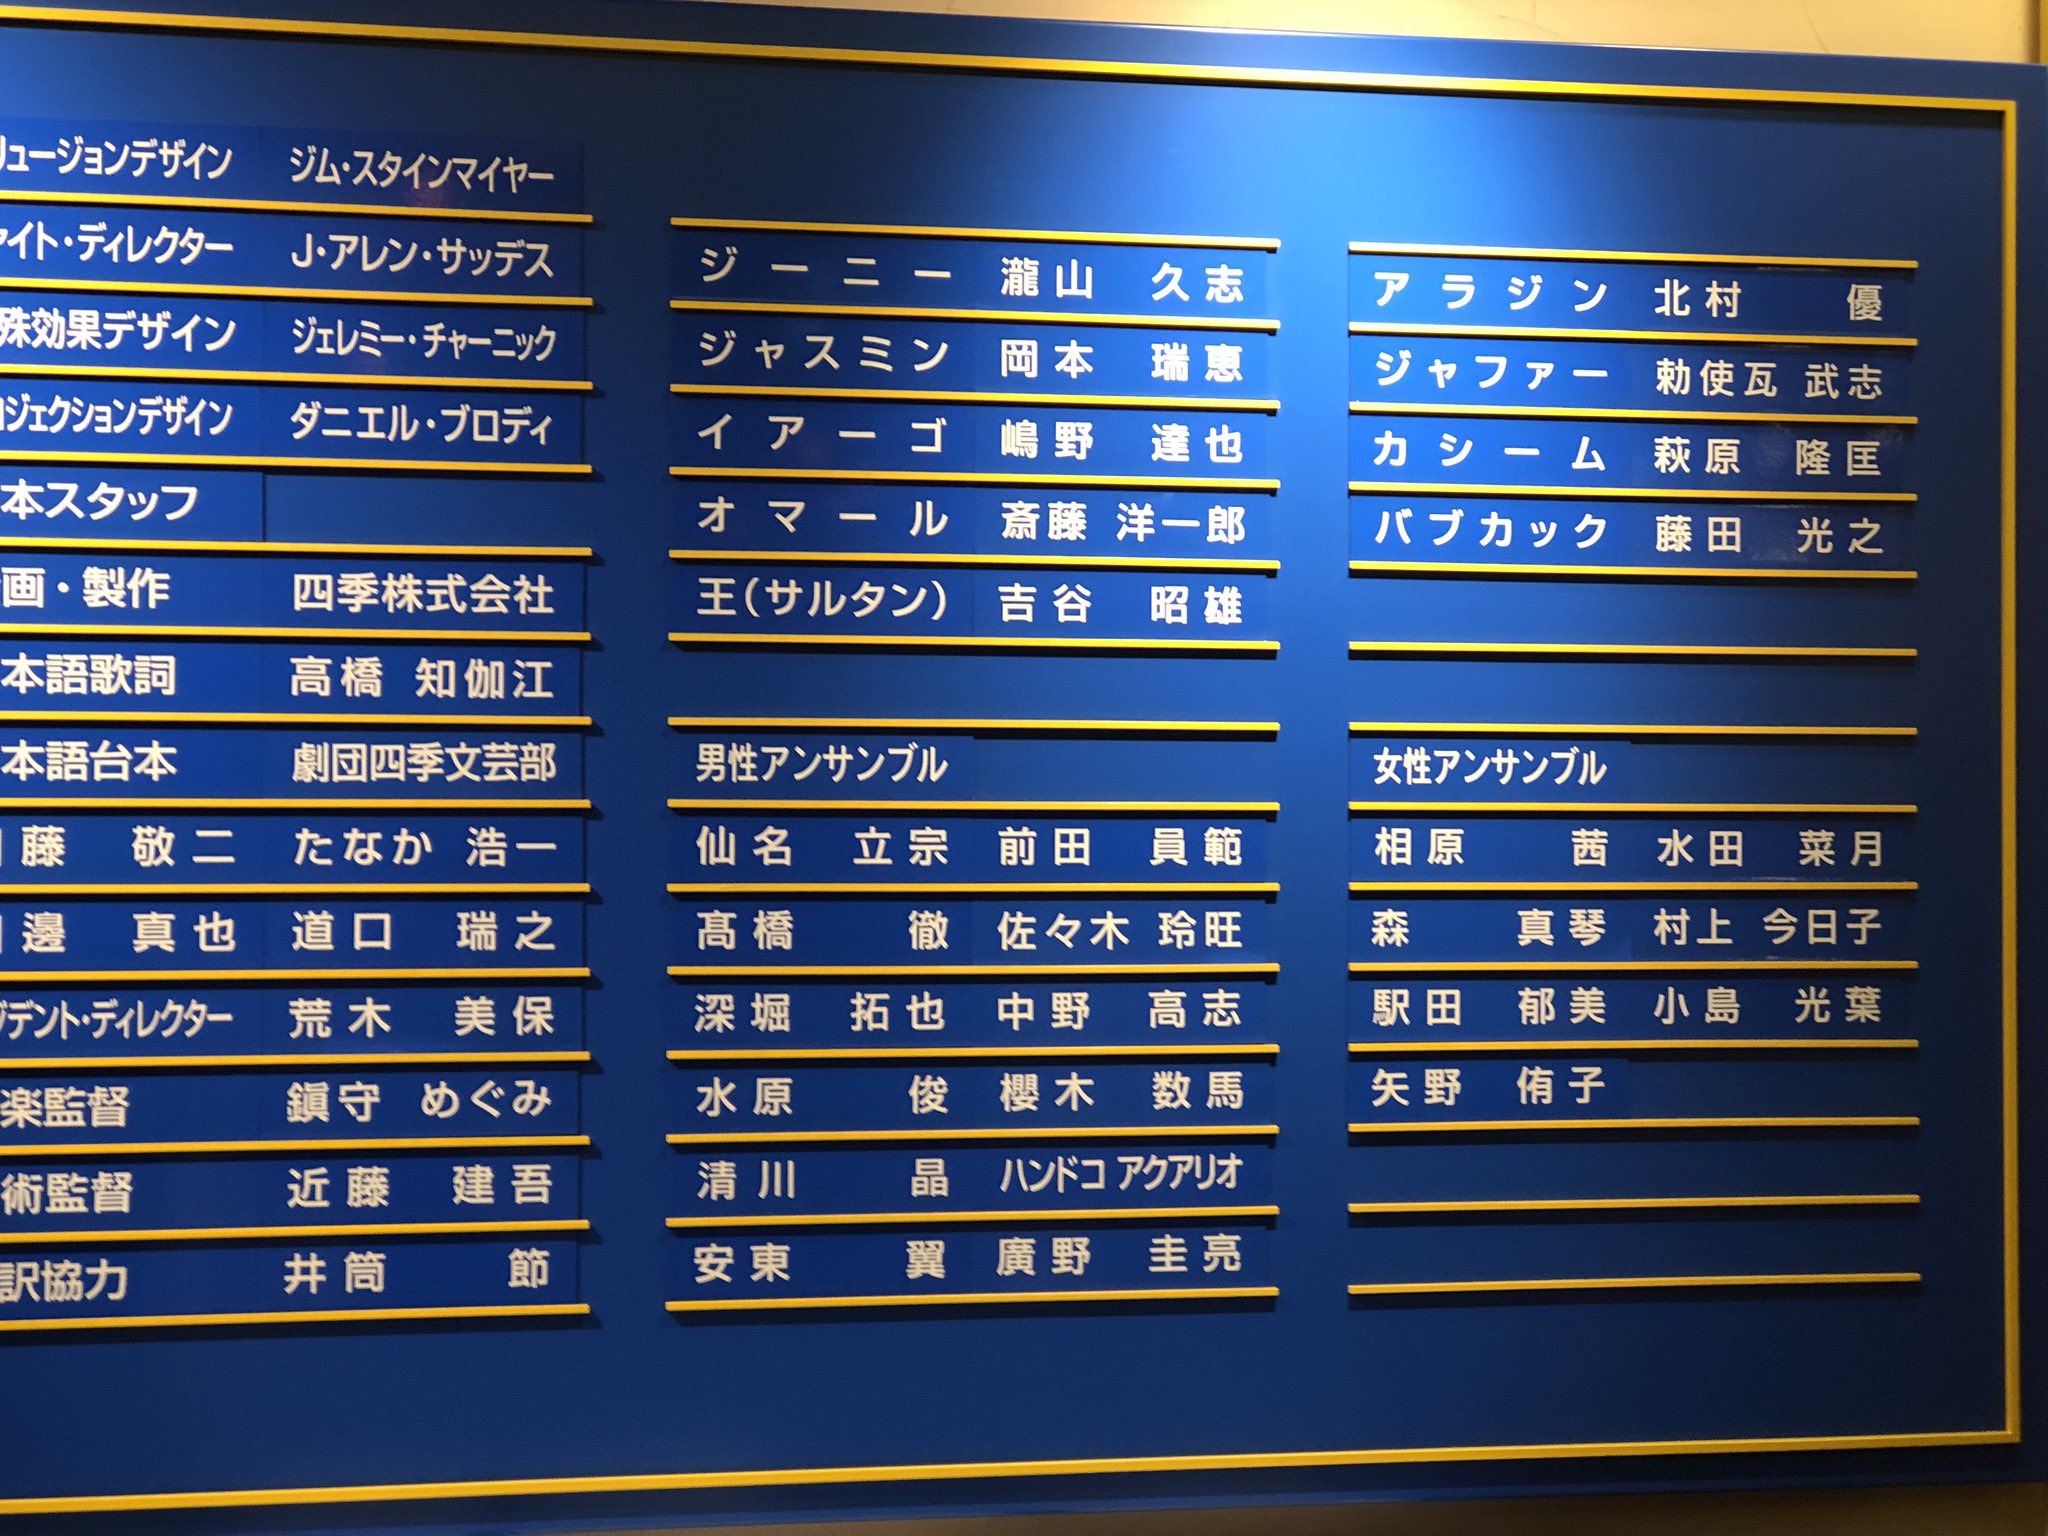 リュージョンデザイン ジム・スタインマイヤー
ァイト・ディレクター J・アレン・サッデス
殊効果デザイン ジェレミー・チャーニック
ロジェクションデザイン ダニエル・ブロディ
本スタッフ
画・製作 四季株式会社
本語歌詞 高橋 知伽江
本語台本 劇団四季文芸部
藤 敬二 たなか 浩一
邊 真也 道口 瑞之
ジデント・ディレクター 荒木 美保
楽監督 鎭守 めぐみ
術監督 近藤 建吾
訳協力 井筒 節
ジーニー 瀧山 久志
ジャスミン 岡本 瑞恵
イアーゴ 嶋野 達也
オマール 斎藤 洋一郎
王(サルタン) 吉谷 昭雄
男性アンサンブル
仙名 立宗 前田 員範
髙橋 徹 佐々木 玲旺
深堀 拓也 中野 高志
水原 俊 櫻木 数馬
清川 晶 ハンドコ アクアリオ
安東 翼 廣野 圭亮
アラジン 北村 優
ジャファー 勅使瓦 武志
カシーム 萩原 隆匡
バブカック 藤田 光之
女性アンサンブル
相原 茜 水田 菜月
森 真琴 村上 今日子
駅田 郁美 小島 光葉
矢野 侑子